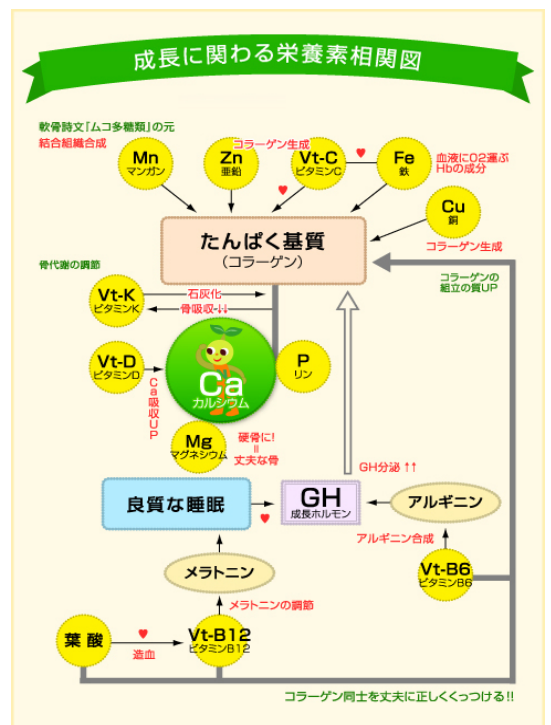 成長に関わる栄養素相関図
軟骨時文『ムコ多糖類』の元
結合組織合成
Mn
マンガン
Zn
亜鉛
コラーゲン生成
Vt-C
ビタミンC
♥
Fe
鉄
血液にO2運ぶ
Hbの成分
♥
Cu
銅
コラーゲン生成
たんぱく基質
(コラーゲン)
骨代謝の調節
コラーゲンの
組立の質UP
Vt-K
ビタミンK
石灰化
骨吸収↓↓
Vt-D
ビタミンD
Ca吸収UP
Ca
カルシウム
P
リン
Mg
マグネシウム
硬骨に!
=
丈夫な骨
GH分泌↑↑
良質な睡眠
♥
GH
成長ホルモン
アルギニン
アルギニン合成
メラトニン
Vt-B6
ビタミンB6
メラトニンの調節
葉酸
♥
造血
Vt-B12
ビタミンB12
コラーゲン同士を丈夫に正しくくっつける!!